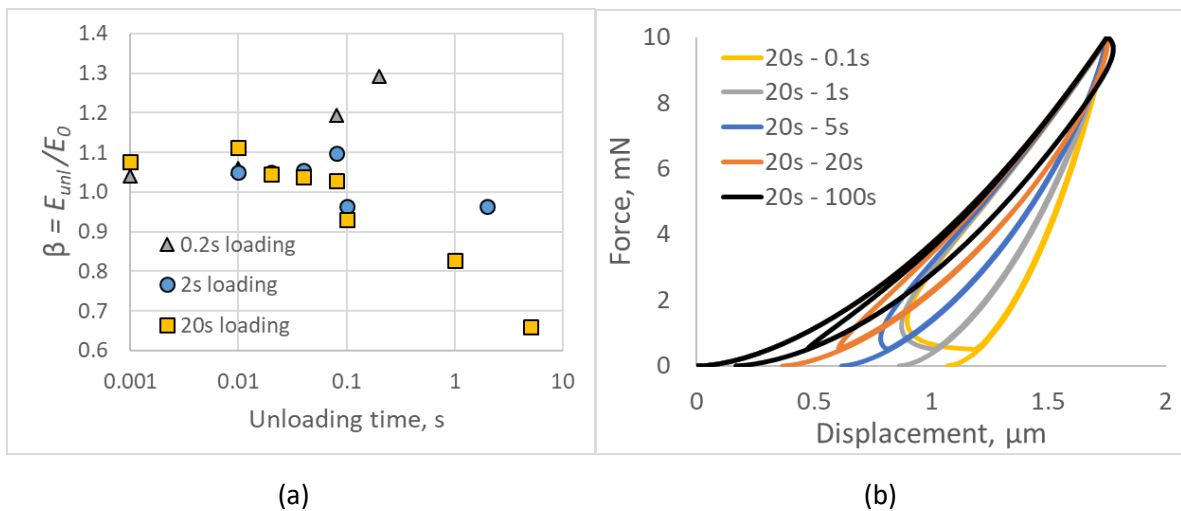 1.4
1.3
1.2
1.1
1.0
0.9
0.8
0.7
0.6
β = Eunl/E0
0.2s loading
2s loading
20s loading
0.001
0.01
0.1
1
10
Unloading time, s
(a)
10
8
6
4
2
0
Force, mN
20s - 0.1s
20s - 1s
20s - 5s
20s - 20s
20s - 100s
0
0.5
1
1.5
2
Displacement, µm
(b)